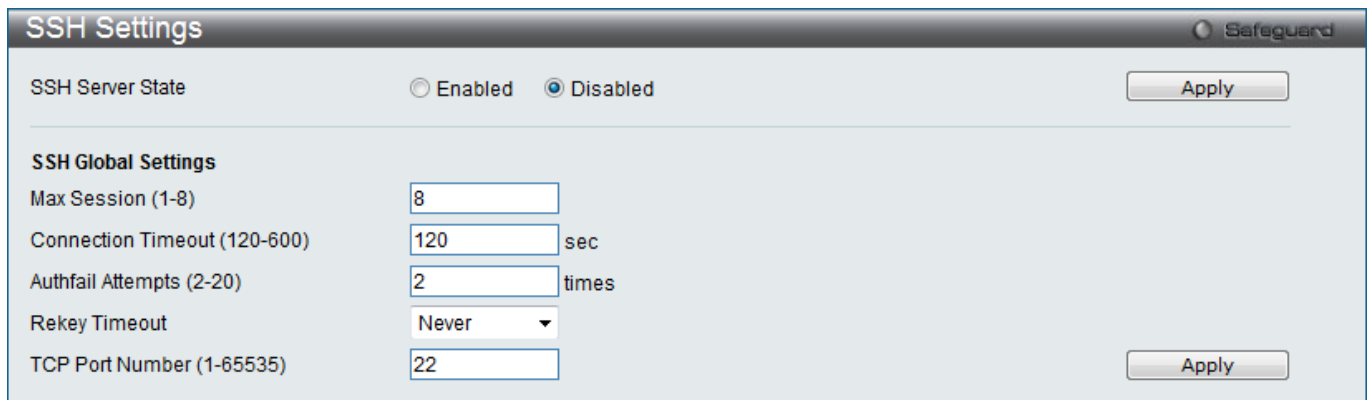 SSH Settings
Safeguard
SSH Server State Enabled Disabled Apply
SSH Global Settings
Max Session (1-8) 8
Connection Timeout (120-600) 120 sec
Authfail Attempts (2-20) 2 times
Rekey Timeout Never
TCP Port Number (1-65535) 22 Apply